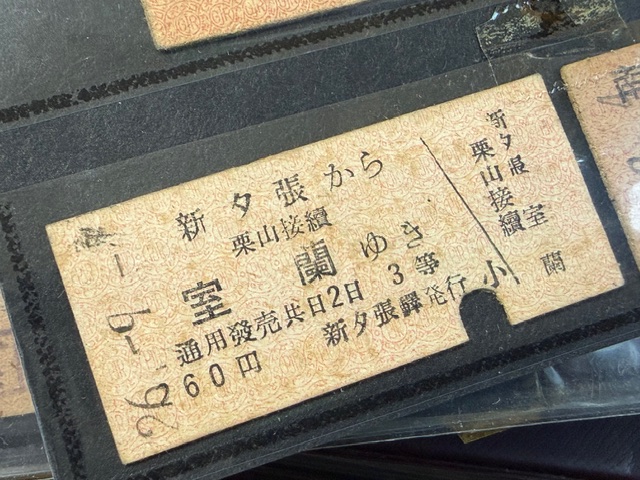 新夕張から
栗山接續
室蘭ゆき
通用發売共日2日 3等
60円 新夕張驛発行
小
新夕張
栗山接續
室蘭
26.-9.-